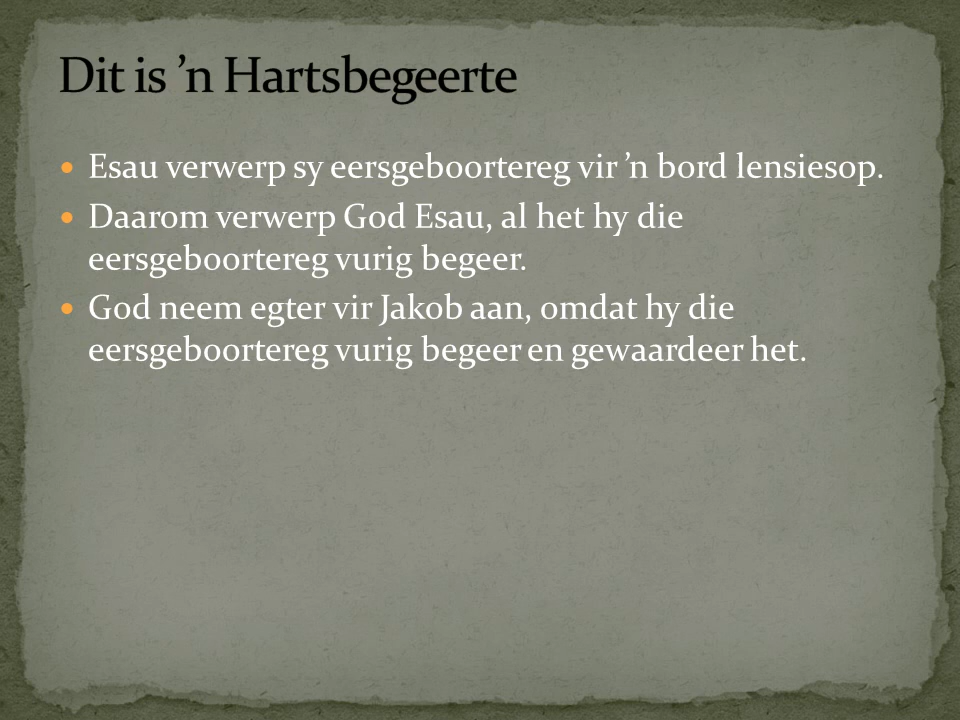 Dit is ’n Hartsbegeerte
• Esau verwerp sy eersgeboortereg vir ’n bord lensiesop.
• Daarom verwerp God Esau, al het hy die
eersgeboortereg vurig begeer.
• God neem egter vir Jakob aan, omdat hy die
eersgeboortereg vurig begeer en gewaardeer het.